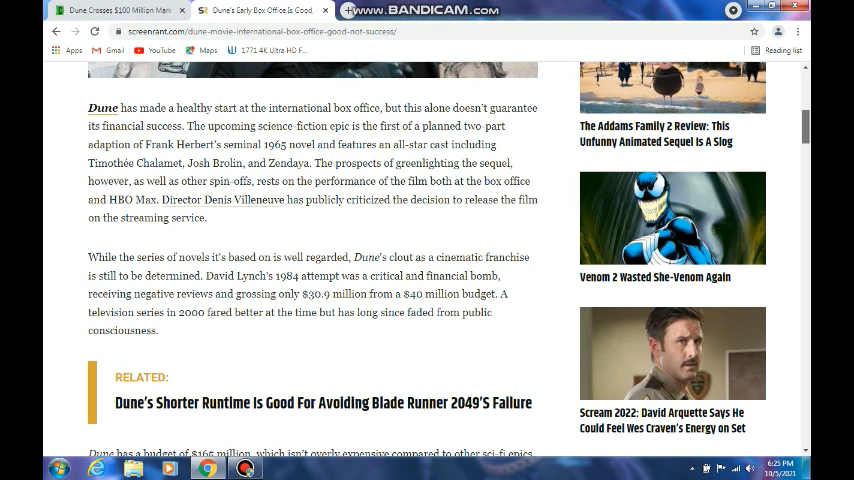 Dune Crosses $100 Million Mark
Dune's Early Box Office Is Good,
www.BANDICAM.com
screenrant.com/dune-movie-international-box-office-good-not-success/
Apps
Gmail
YouTube
Maps
1771 4K Ultra HD F...
Reading list
Dune has made a healthy start at the international box office, but this alone doesn't guarantee
its financial success. The upcoming science-fiction epic is the first of a planned two-part
adaption of Frank Herbert's seminal 1965 novel and features an all-star cast including
Timothée Chalamet, Josh Brolin, and Zendaya. The prospects of greenlighting the sequel,
however, as well as other spin-offs, rests on the performance of the film both at the box office
and HBO Max. Director Denis Villeneuve has publicly criticized the decision to release the film
on the streaming service.
While the series of novels it's based on is well regarded, Dune's clout as a cinematic franchise
is still to be determined. David Lynch's 1984 attempt was a critical and financial bomb,
receiving negative reviews and grossing only $30.9 million from a $40 million budget. A
television series in 2000 fared better at the time but has long since faded from public
consciousness.
RELATED:
Dune's Shorter Runtime Is Good For Avoiding Blade Runner 2049'S Failure
Dune has a budget of $165 million, which isn't overly expensive compared to other sci-fi epics
The Addams Family 2 Review: This
Unfunny Animated Sequel Is A Slog
Venom 2 Wasted She-Venom Again
Scream 2022: David Arquette Says He
Could Feel Wes Craven's Energy on Set
6:25 PM
10/5/2021